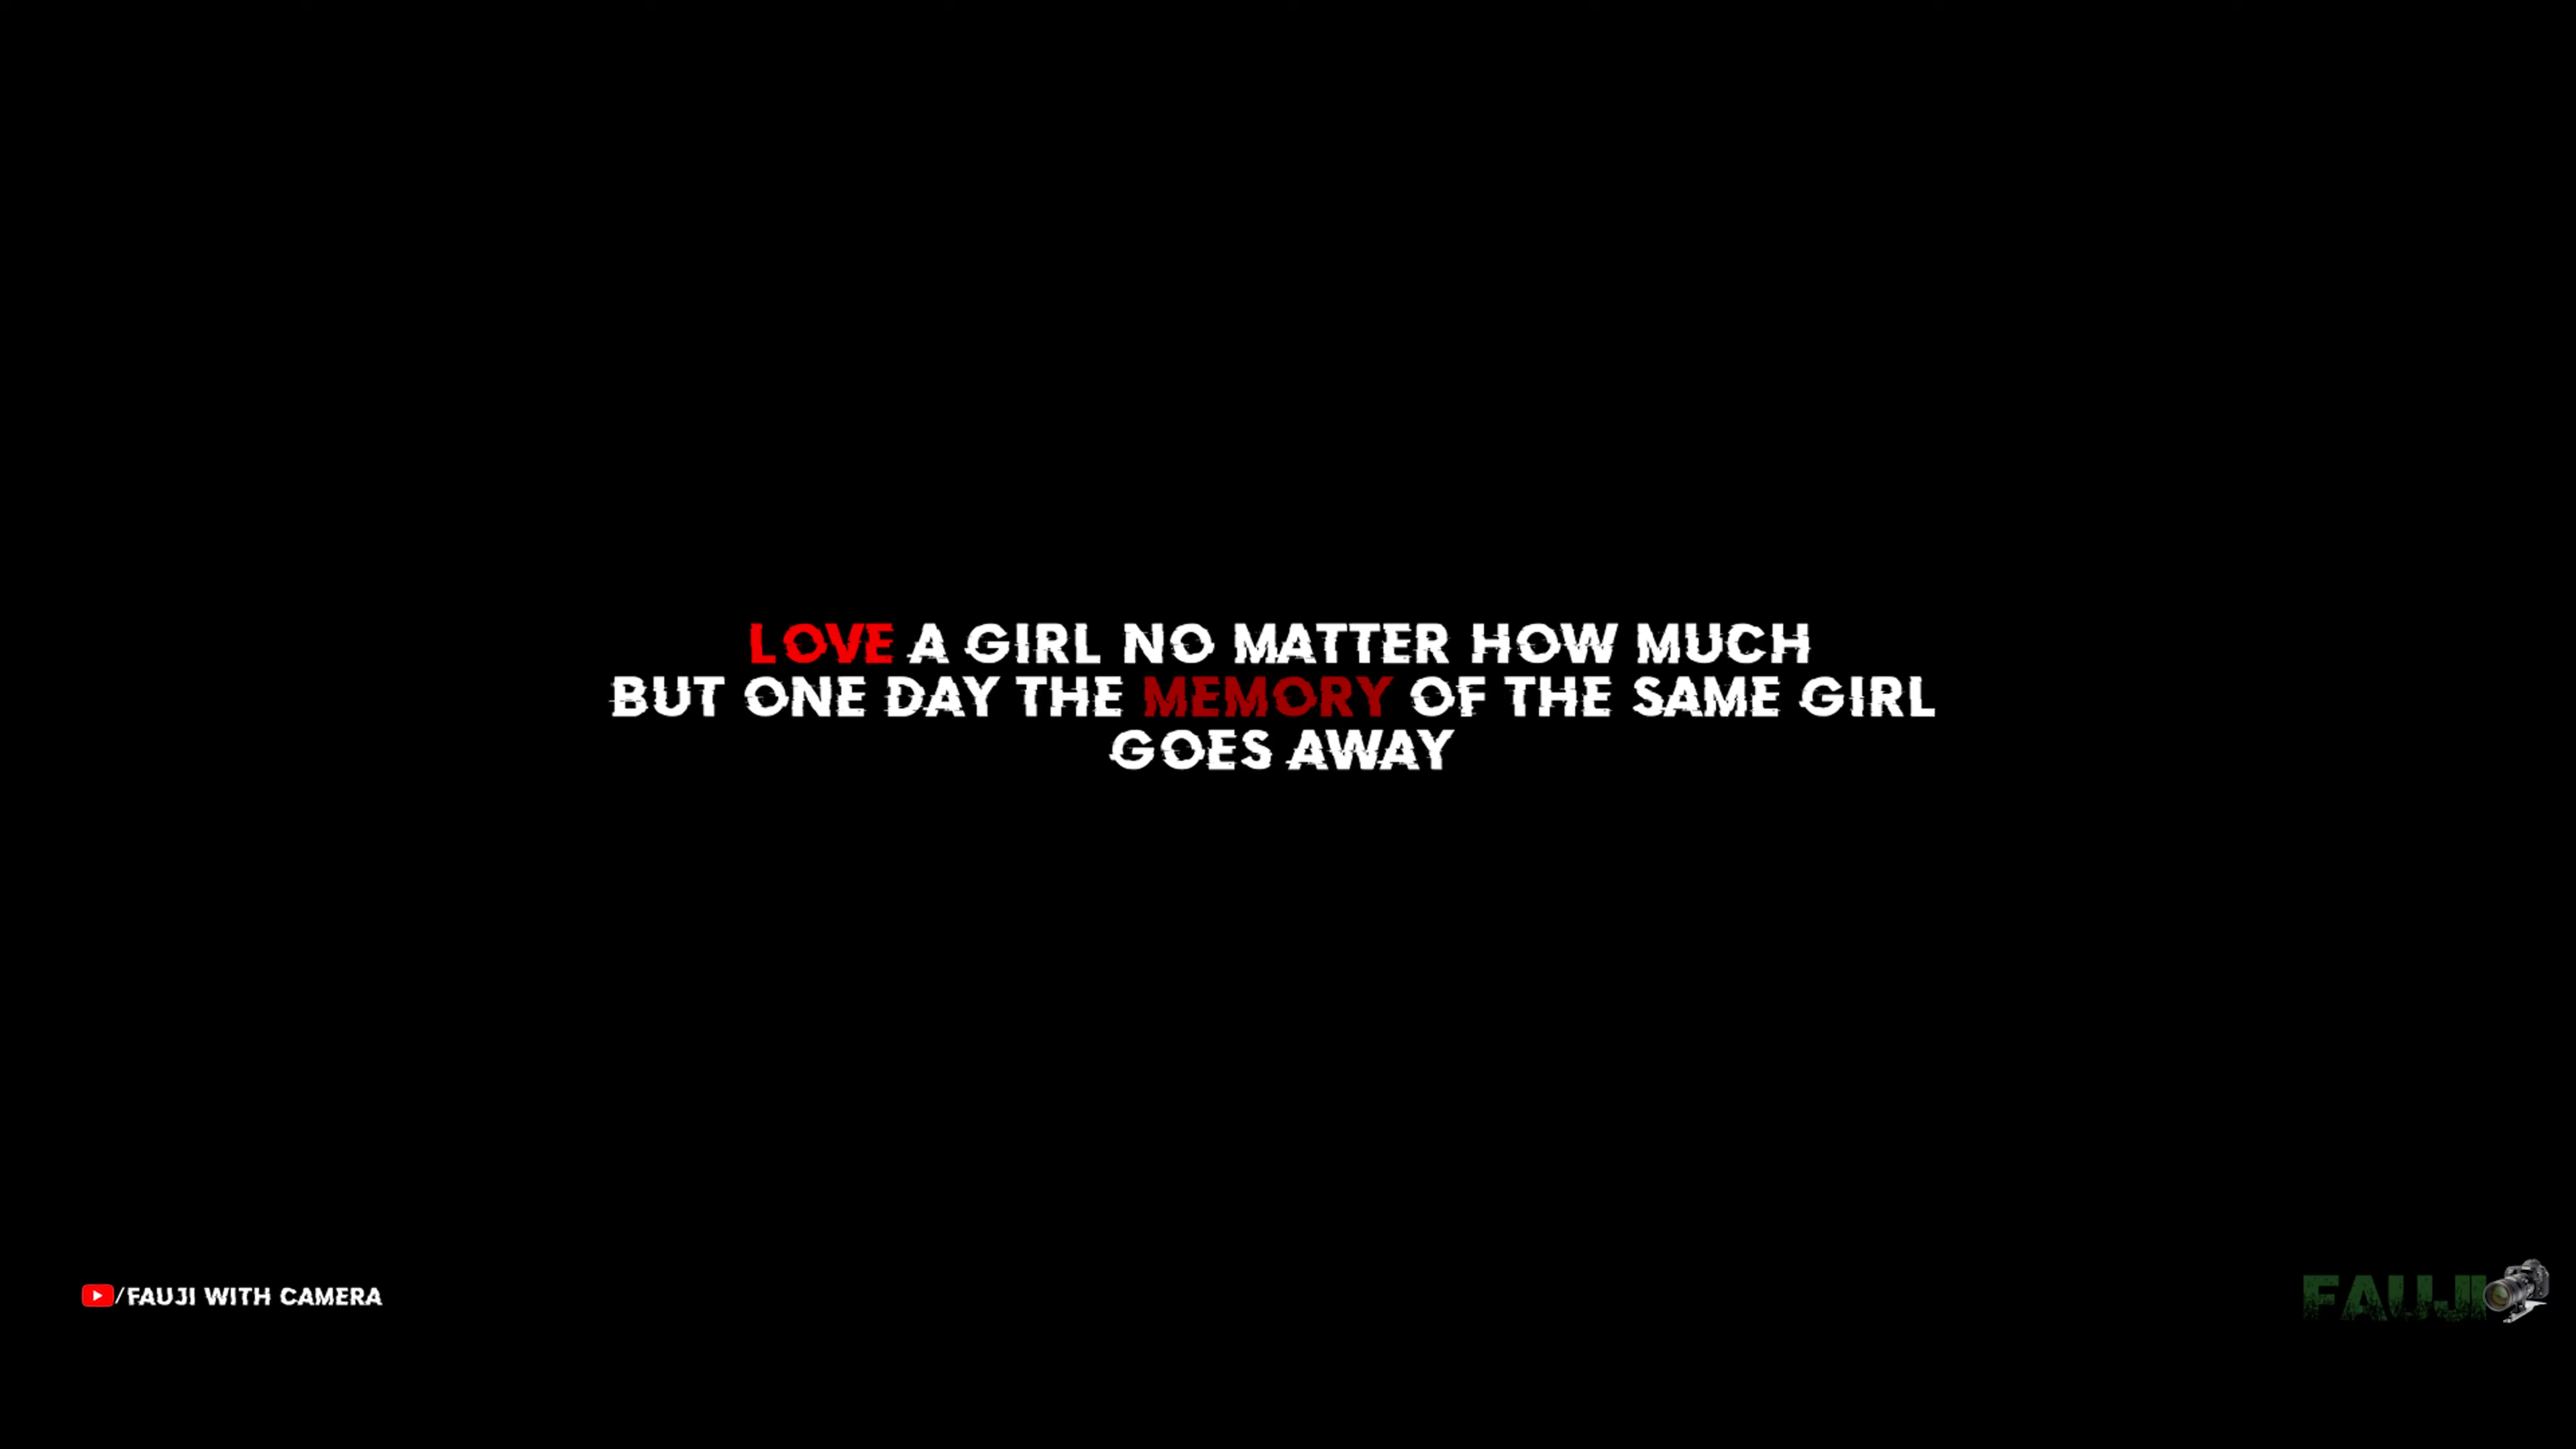 LOVE A GIRL NO MATTER HOW MUCH
BUT ONE DAY THE MEMORY OF THE SAME GIRL
GOES AWAY
/FAUJI WITH CAMERA
FAUJI